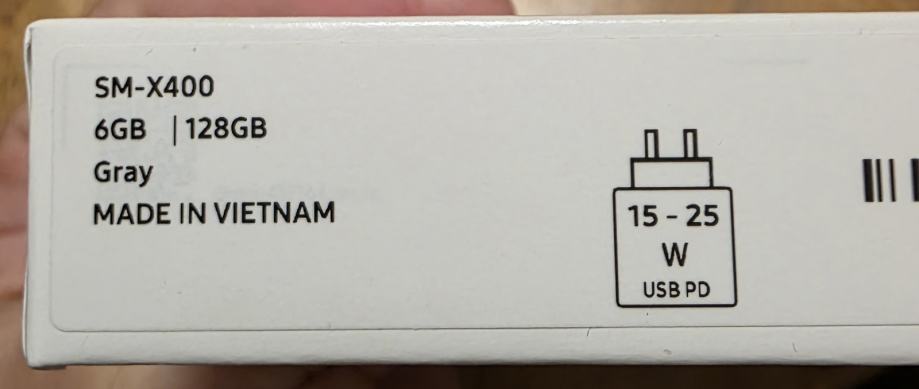 SM-X400
6GB | 128GB
Gray
MADE IN VIETNAM
15 - 25
W
USB PD